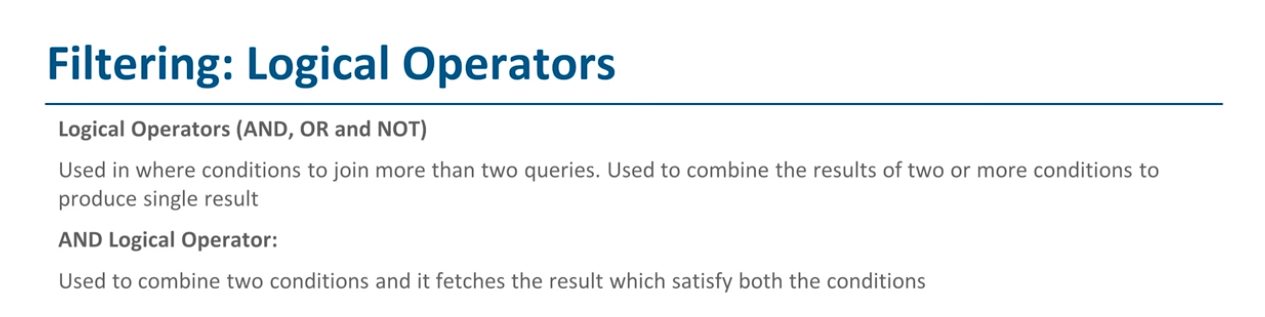 Filtering: Logical Operators
Logical Operators (AND, OR and NOT)
Used in where conditions to join more than two queries. Used to combine the results of two or more conditions to
produce single result
AND Logical Operator:
Used to combine two conditions and it fetches the result which satisfy both the conditions